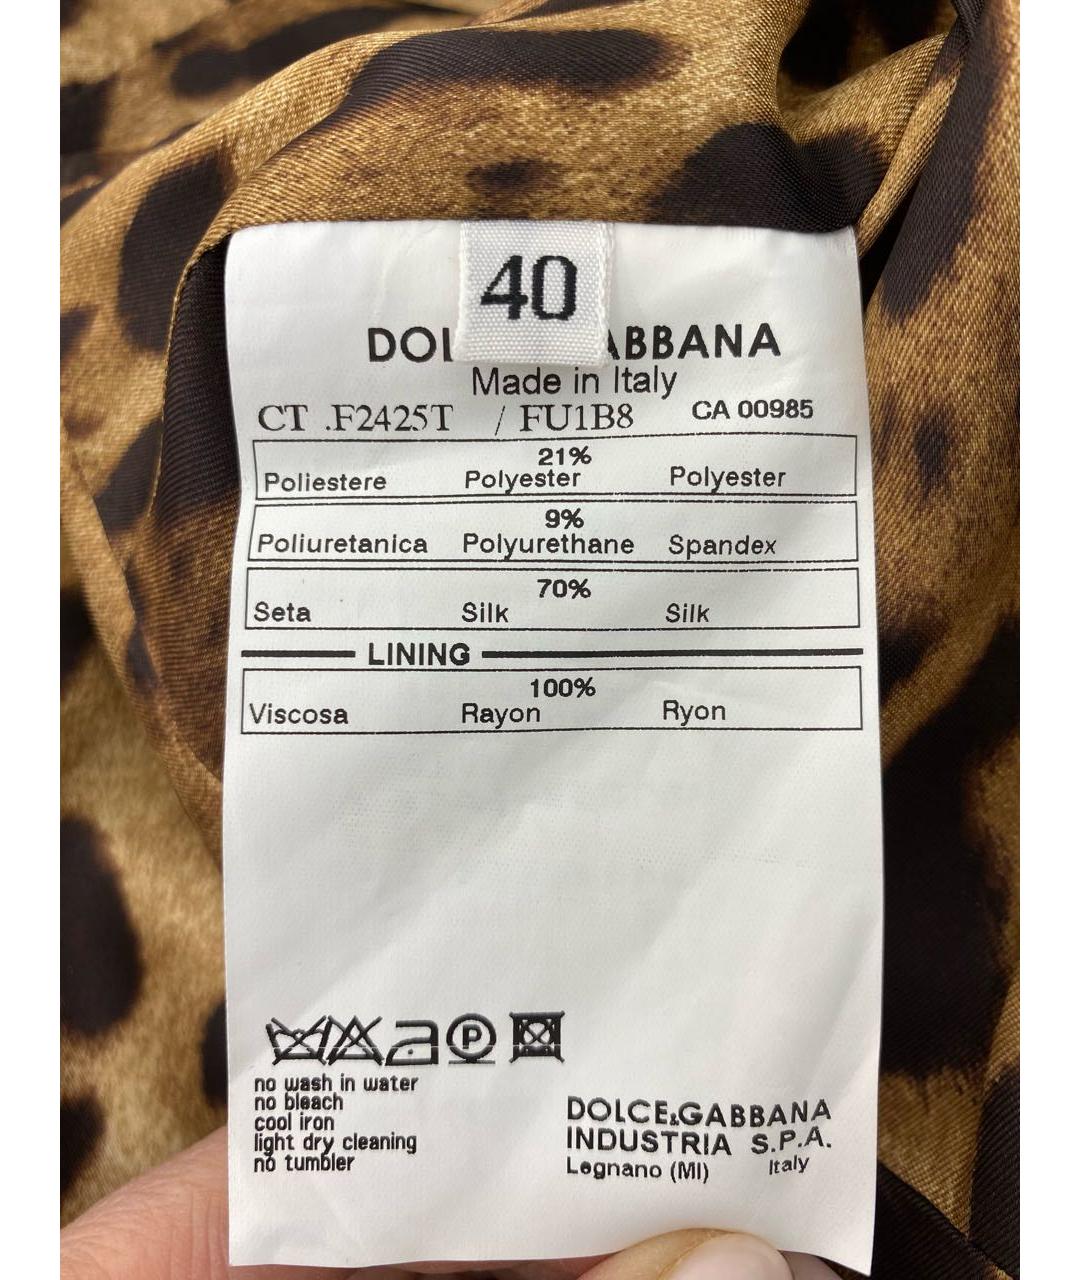 40
DOL ABBANA
Made in Italy
CT .F2425T / FU1B8 CA 00985
21%
Poliestere Polyester Polyester
9%
Poliuretanica Polyurethane Spandex
70%
Seta Silk Silk
LINING
100%
Viscosa Rayon Ryon
P
no wash in water
no bleach
cool iron
light dry cleaning
no tumbler
DOLCE&GABBANA
INDUSTRIA S.P.A.
Legnano (MI) Italy